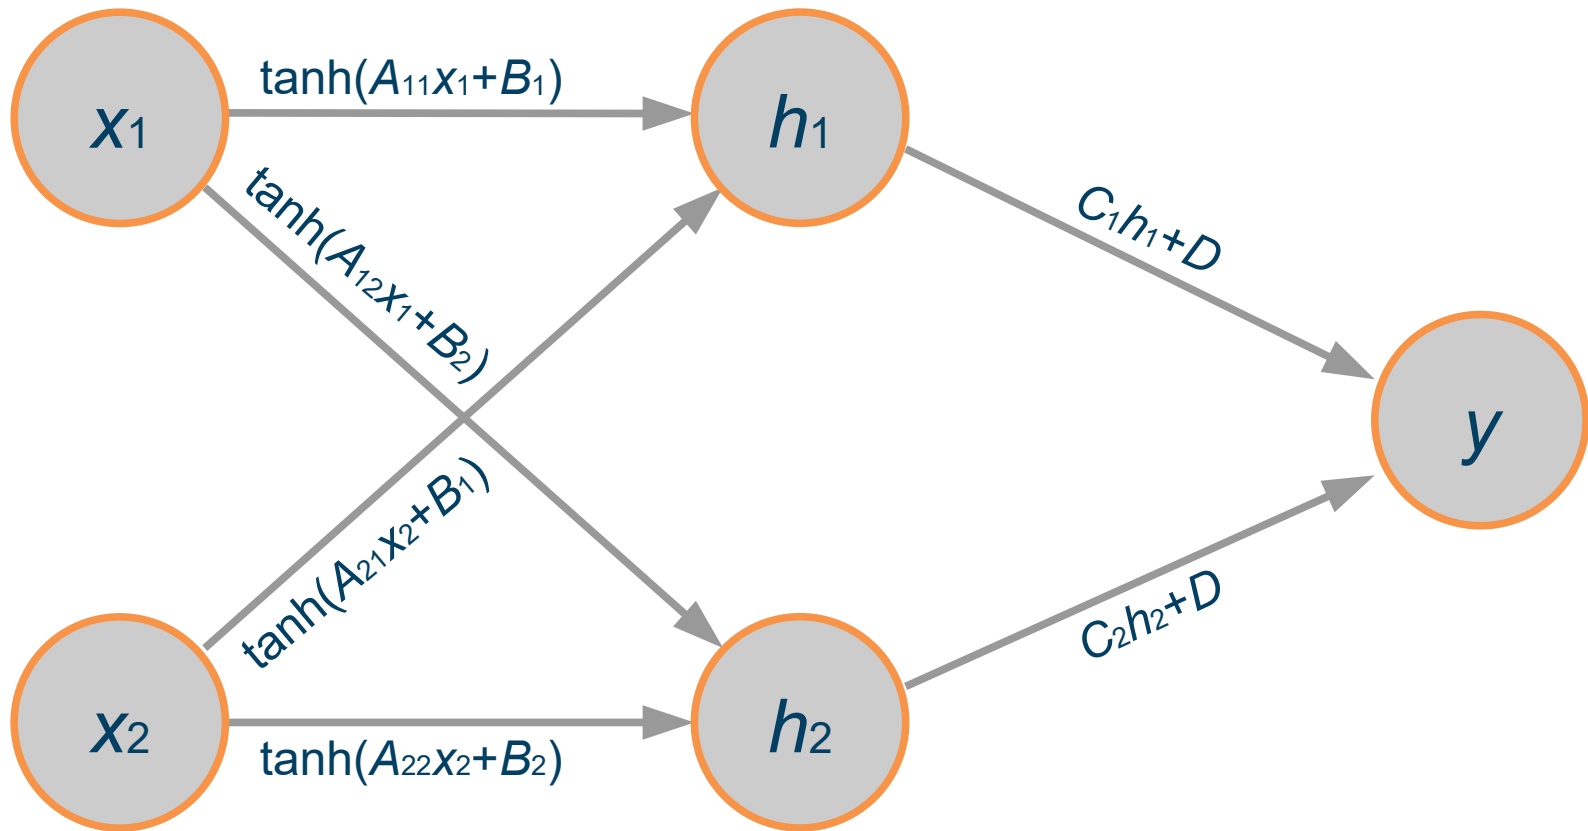 x1
tanh(A11x1+B1)
h1
tanh(A12x1+B2)
C1h1+D
y
tanh(A21x2+B1)
C2h2+D
x2
tanh(A22x2+B2)
h2